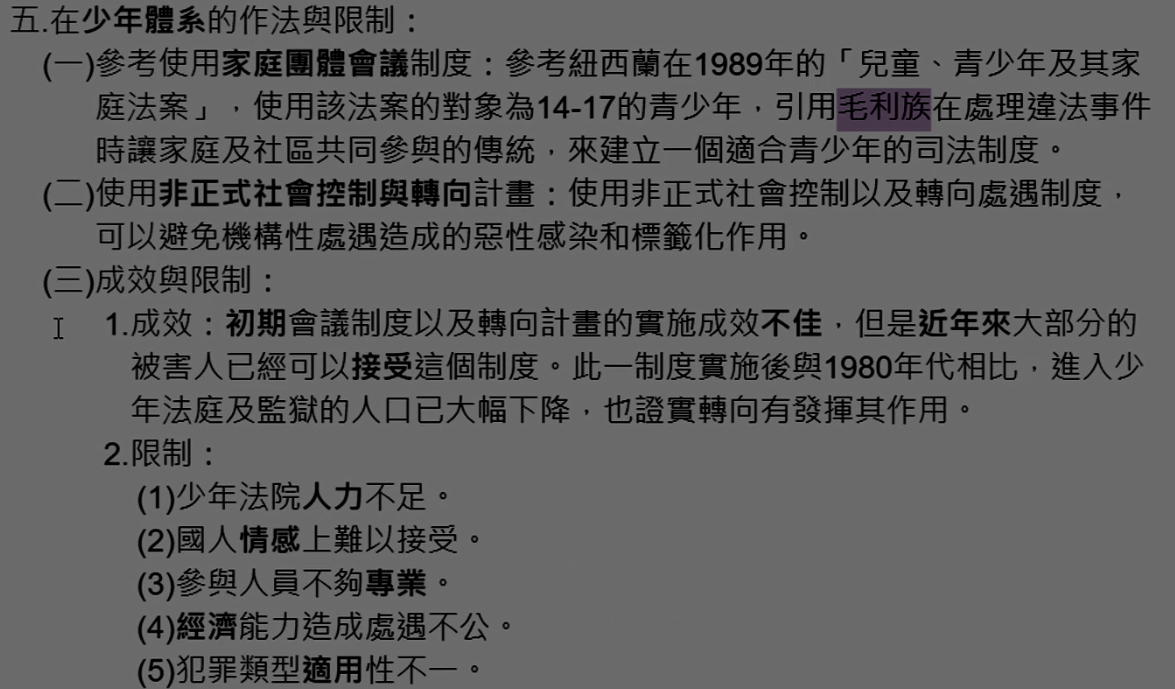 五.在少年體系的作法與限制：
(一)參考使用家庭團體會議制度：參考紐西蘭在1989年的「兒童、青少年及其家
庭法案」，使用該法案的對象為14-17的青少年，引用毛利族在處理違法事件
時讓家庭及社區共同參與的傳統，來建立一個適合青少年的司法制度。
(二)使用非正式社會控制與轉向計畫：使用非正式社會控制以及轉向處遇制度，
可以避免機構性處遇造成的惡性感染和標籤化作用。
(三)成效與限制：
1.成效：初期會議制度以及轉向計畫的實施成效不佳，但是近年來大部分的
被害人已經可以接受這個制度。此一制度實施後與1980年代相比，進入少
年法庭及監獄的人口已大幅下降，也證實轉向有發揮其作用。
2.限制：
(1)少年法院人力不足。
(2)國人情感上難以接受。
(3)參與人員不夠專業。
(4)經濟能力造成處遇不公。
(5)犯罪類型適用性不一。